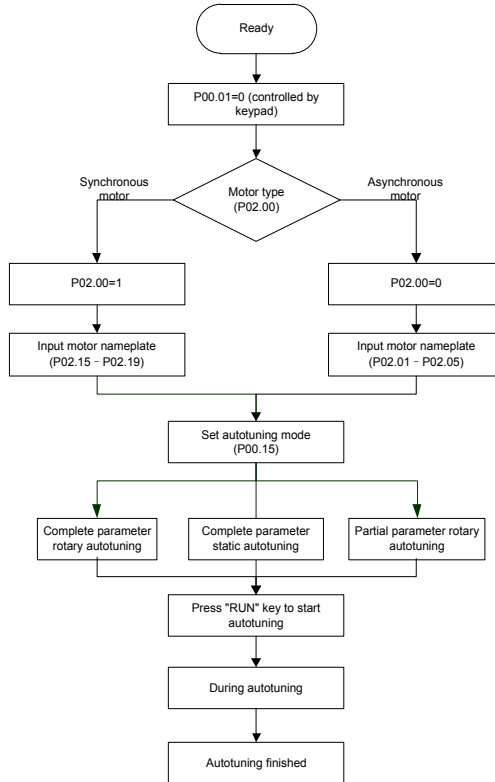 Ready
P00.01=0 (controlled by
keypad)
Synchronous
motor
Motor type
(P02.00)
Asynchronous
motor
P02.00=1
P02.00=0
Input motor nameplate
(P02.15–P02.19)
Input motor nameplate
(P02.01–P02.05)
Set autotuning mode
(P00.15)
Complete parameter
rotary autotuning
Complete parameter
static autotuning
Partial parameter rotary
autotuning
Press "RUN" key to start
autotuning
During autotuning
Autotuning finished